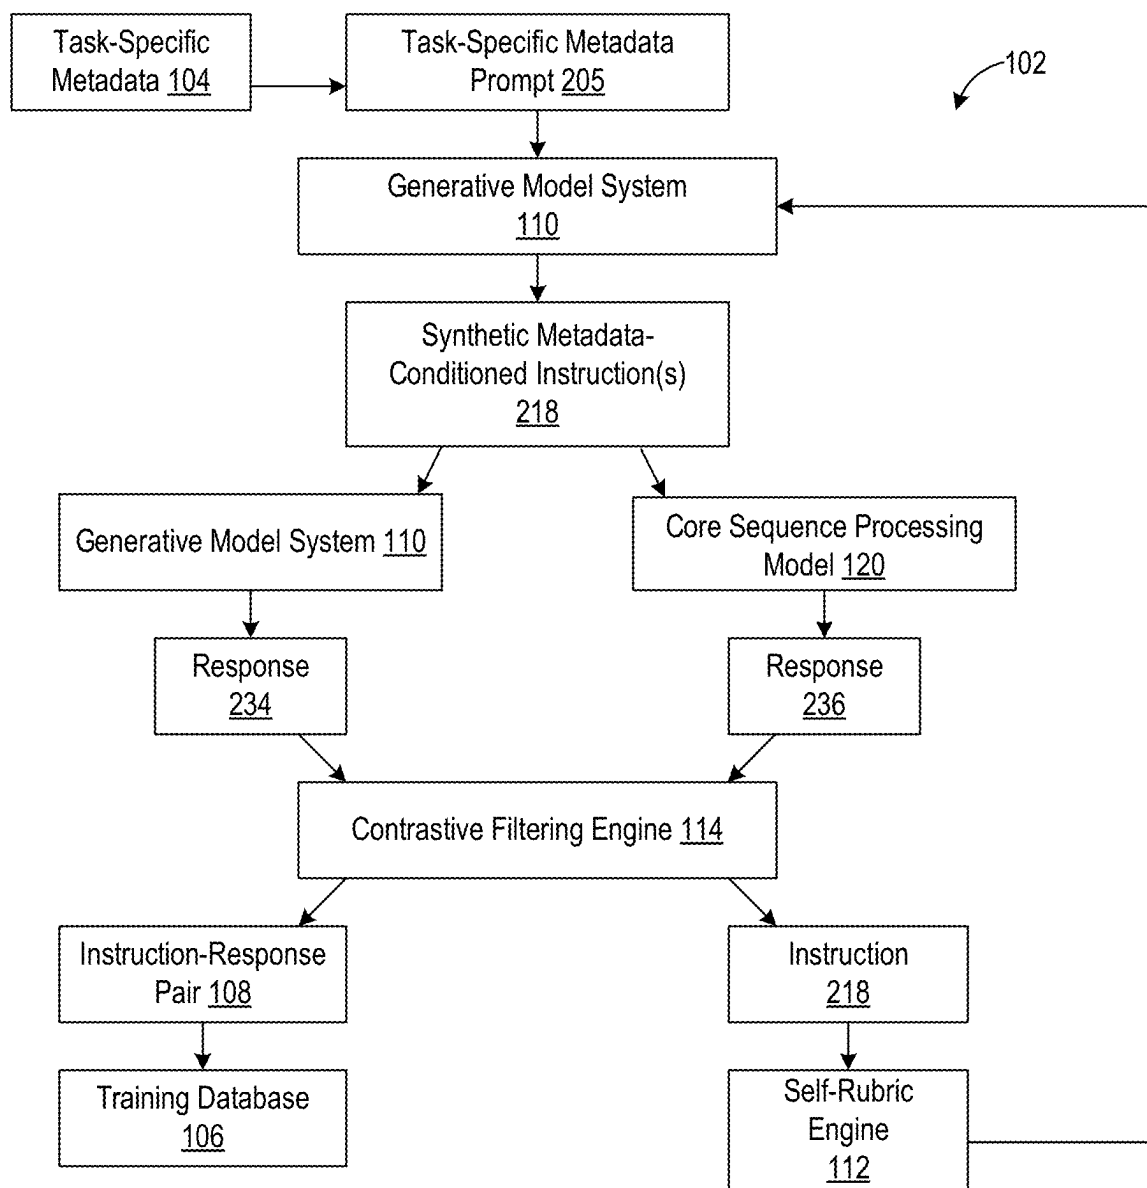 Task-Specific
Metadata 104
Task-Specific Metadata
Prompt 205
102
Generative Model System
110
Synthetic Metadata-
Conditioned Instruction(s)
218
Generative Model System 110
Core Sequence Processing
Model 120
Response
234
Response
236
Contrastive Filtering Engine 114
Instruction-Response
Pair 108
Instruction
218
Training Database
106
Self-Rubric
Engine
112